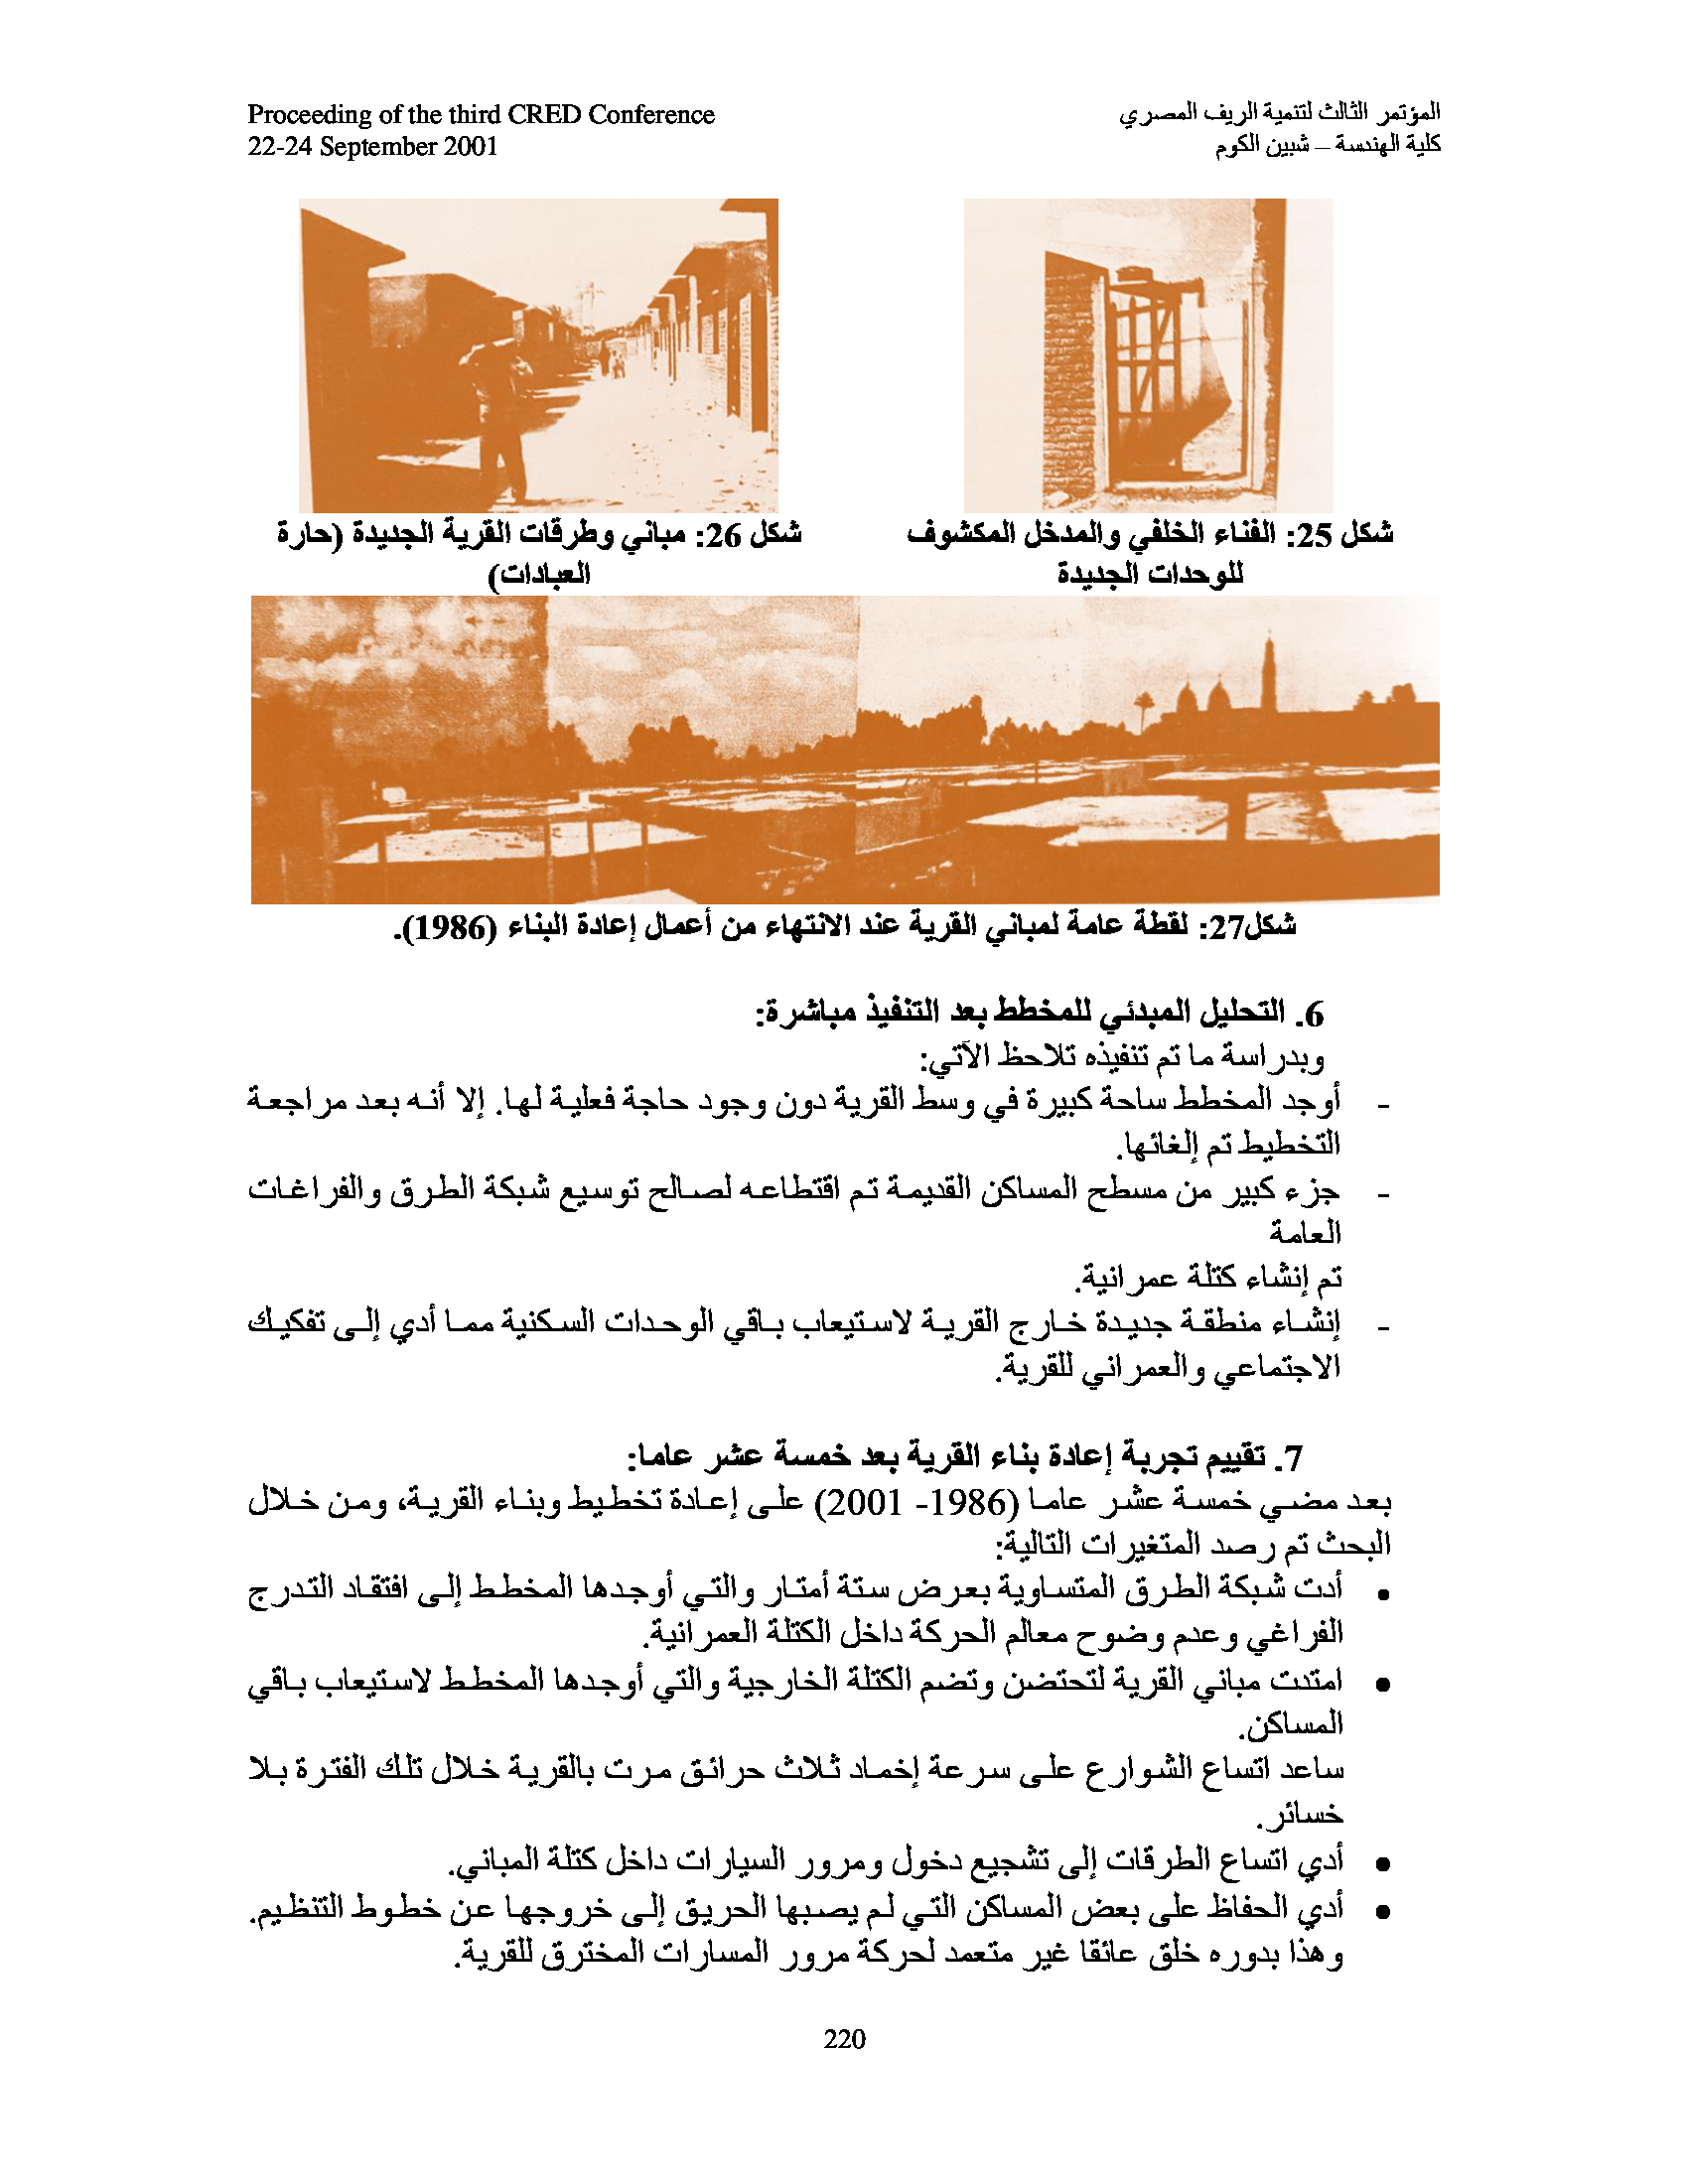 Proceeding of the third CRED Conference
22-24 September 2001
المؤتمر الثالث لتنمية الريف المصري
كلية الهندسة – شبين الكوم
شكل 25: الفناء الخلفي والمدخل المكشوف
للوحدات الجديدة
شكل 26: مباني وطرقات القرية الجديدة (حارة
العبادات)
شكل27: لقطة عامة لمباني القرية عند الانتهاء من أعمال إعادة البناء (1986).
6. التحليل المبدئي للمخطط بعد التنفيذ مباشرة:
وبدراسة ما تم تنفيذه تلاحظ الآتي:
- أوجد المخطط ساحة كبيرة في وسط القرية دون وجود حاجة فعلية لها. إلا أنه بعد مراجعة
التخطيط تم إلغائها.
- جزء كبير من مسطح المساكن القديمة تم اقتطاعه لصالح توسيع شبكة الطرق والفراغات
العامة
تم إنشاء كتلة عمرانية.
- إنشاء منطقة جديدة خارج القرية لاستيعاب باقي الوحدات السكنية مما أدي إلى تفكيك
الاجتماعي والعمراني للقرية.
7. تقييم تجربة إعادة بناء القرية بعد خمسة عشر عاما:
بعد مضي خمسة عشر عاما (1986- 2001) على إعادة تخطيط وبناء القرية، ومن خلال
البحث تم رصد المتغيرات التالية:
• أدت شبكة الطرق المتساوية بعرض ستة أمتار والتي أوجدها المخطط إلى افتقاد التدرج
الفراغي وعدم وضوح معالم الحركة داخل الكتلة العمرانية.
• امتدت مباني القرية لتحتضن وتضم الكتلة الخارجية والتي أوجدها المخطط لاستيعاب باقي
المساكن.
ساعد اتساع الشوارع على سرعة إخماد ثلاث حرائق مرت بالقرية خلال تلك الفترة بلا
خسائر.
• أدي اتساع الطرقات إلى تشجيع دخول ومرور السيارات داخل كتلة المباني.
• أدي الحفاظ على بعض المساكن التي لم يصبها الحريق إلى خروجها عن خطوط التنظيم.
وهذا بدوره خلق عائقا غير متعمد لحركة مرور المسارات المخترق للقرية.
220